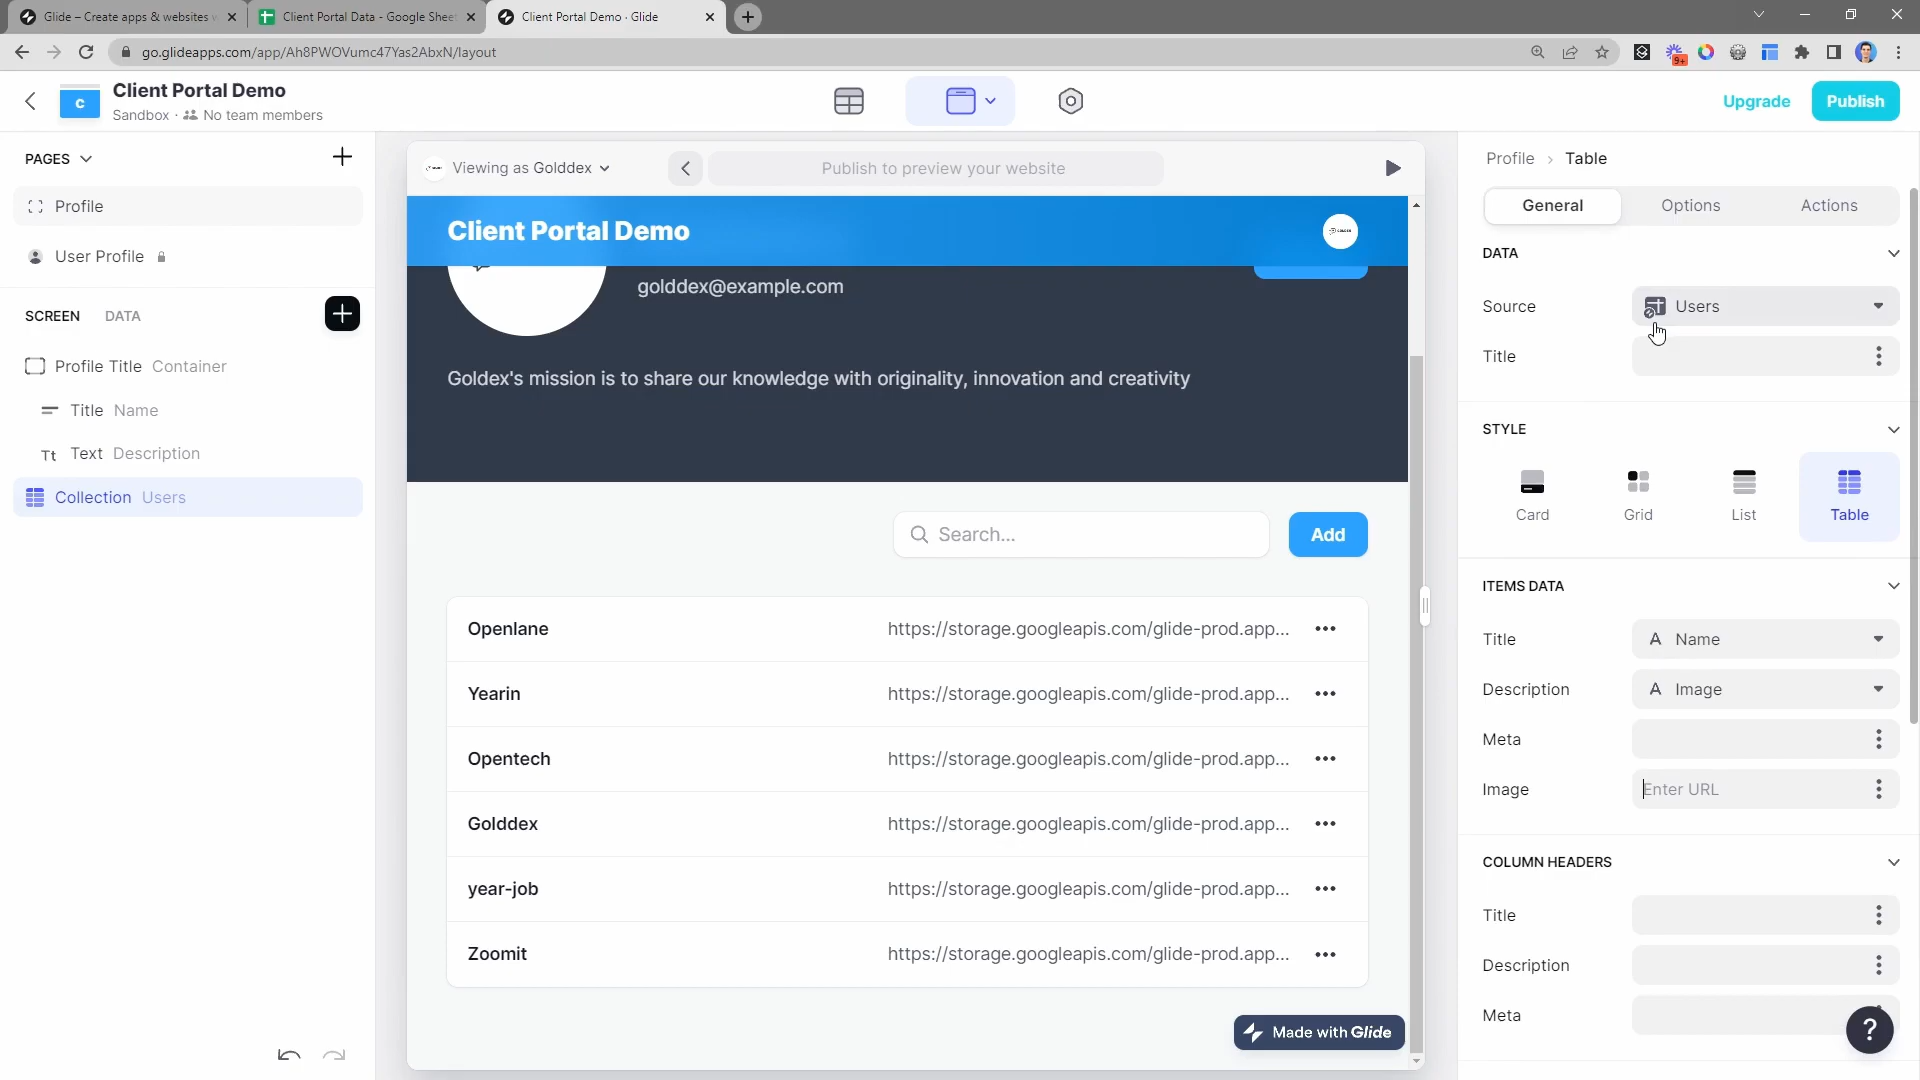 Glide – Create apps & websites w
Client Portal Data - Google Sheet
Client Portal Demo · Glide
go.glideapps.com/app/Ah8PWOVumc47Yas2AbxN/layout
9+
C
Client Portal Demo
Sandbox · No team members
Upgrade
Publish
PAGES
Profile
User Profile
SCREEN
DATA
Profile Title Container
Title Name
Tt Text Description
Collection Users
Viewing as Golddex
Publish to preview your website
Client Portal Demo
golddex@example.com
Goldex's mission is to share our knowledge with originality, innovation and creativity
Search...
Add
Openlane https://storage.googleapis.com/glide-prod.app...
Yearin https://storage.googleapis.com/glide-prod.app...
Opentech https://storage.googleapis.com/glide-prod.app...
Golddex https://storage.googleapis.com/glide-prod.app...
year-job https://storage.googleapis.com/glide-prod.app...
Zoomit https://storage.googleapis.com/glide-prod.app...
Made with Glide
Profile › Table
General
Options
Actions
DATA
Source Users
Title
STYLE
Card
Grid
List
Table
ITEMS DATA
Title A Name
Description A Image
Meta
Image Enter URL
COLUMN HEADERS
Title
Description
Meta
?